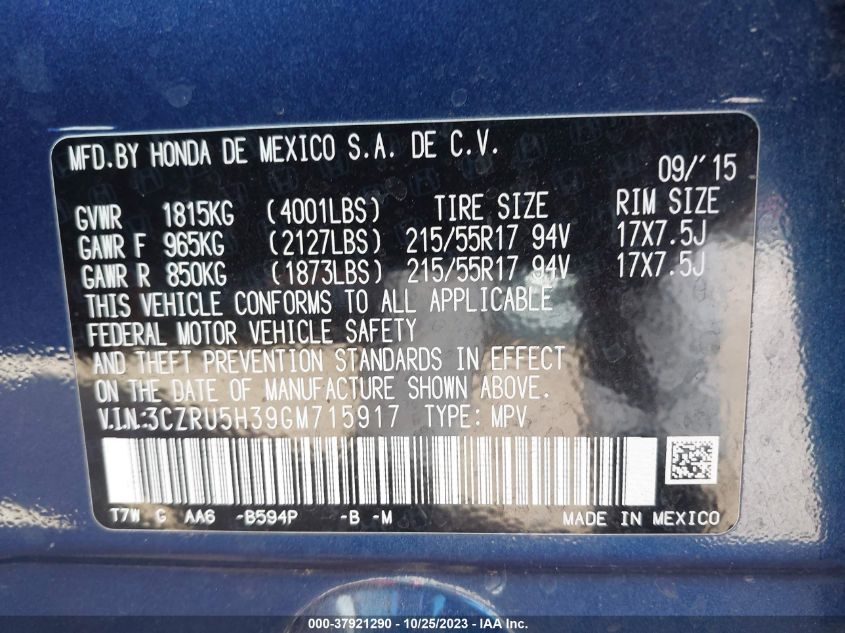 MFD.BY HONDA DE MEXICO S.A. DE C.V.
09/'15
GVWR 1815KG (4001LBS) TIRE SIZE RIM SIZE
GAWR F 965KG (2127LBS) 215/55R17 94V 17X7.5J
GAWR R 850KG (1873LBS) 215/55R17 94V 17X7.5J
THIS VEHICLE CONFORMS TO ALL APPLICABLE
FEDERAL MOTOR VEHICLE SAFETY
AND THEFT PREVENTION STANDARDS IN EFFECT
ON THE DATE OF MANUFACTURE SHOWN ABOVE.
V.I.N:3CZRU5H39GM715917 TYPE: MPV
T7W G AA6 -B594P -B -M MADE IN MEXICO
000-37921290 - 10/25/2023 - IAA Inc.